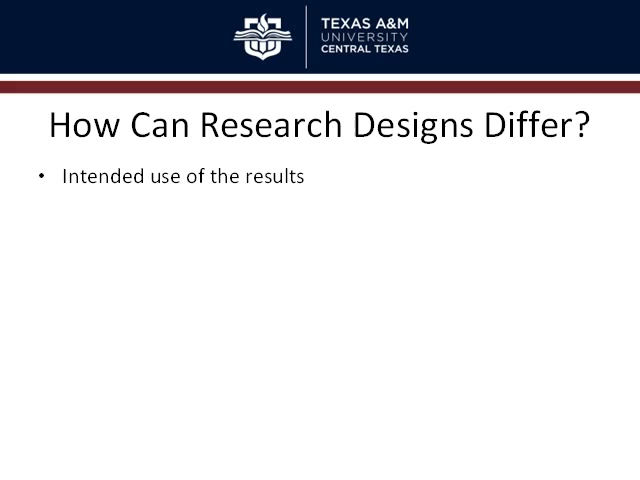 TEXAS A&M
UNIVERSITY
CENTRAL TEXAS
How Can Research Designs Differ?
• Intended use of the results